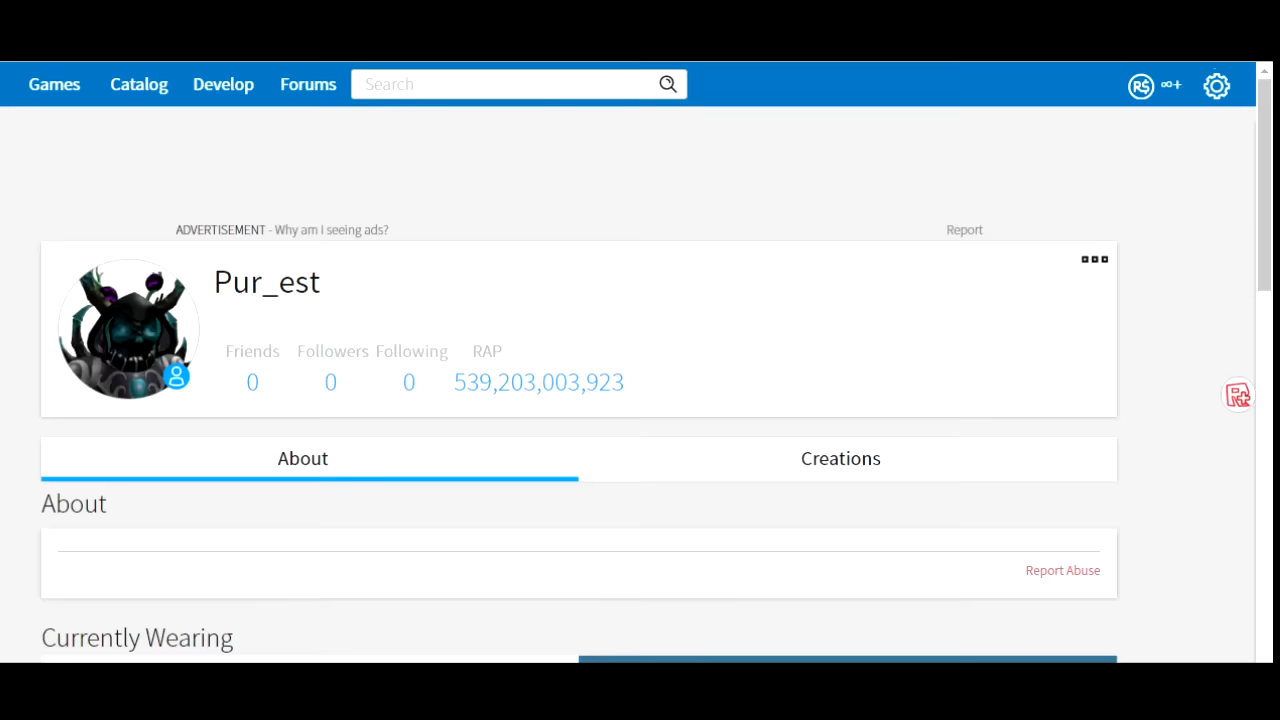 Games Catalog Develop Forums Search R$ ∞+
ADVERTISEMENT - Why am I seeing ads? Report
Pur_est
Friends Followers Following RAP
0 0 0 539,203,003,923
About Creations
About
Report Abuse
Currently Wearing